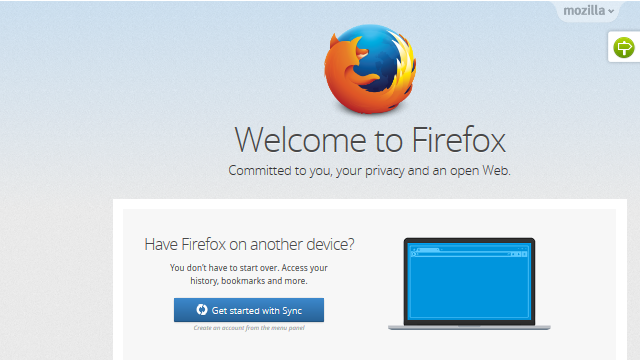 mozilla
Welcome to Firefox
Committed to you, your privacy and an open Web.
Have Firefox on another device?
You don't have to start over. Access your
history, bookmarks and more.
Get started with Sync
Create an account from the menu panel